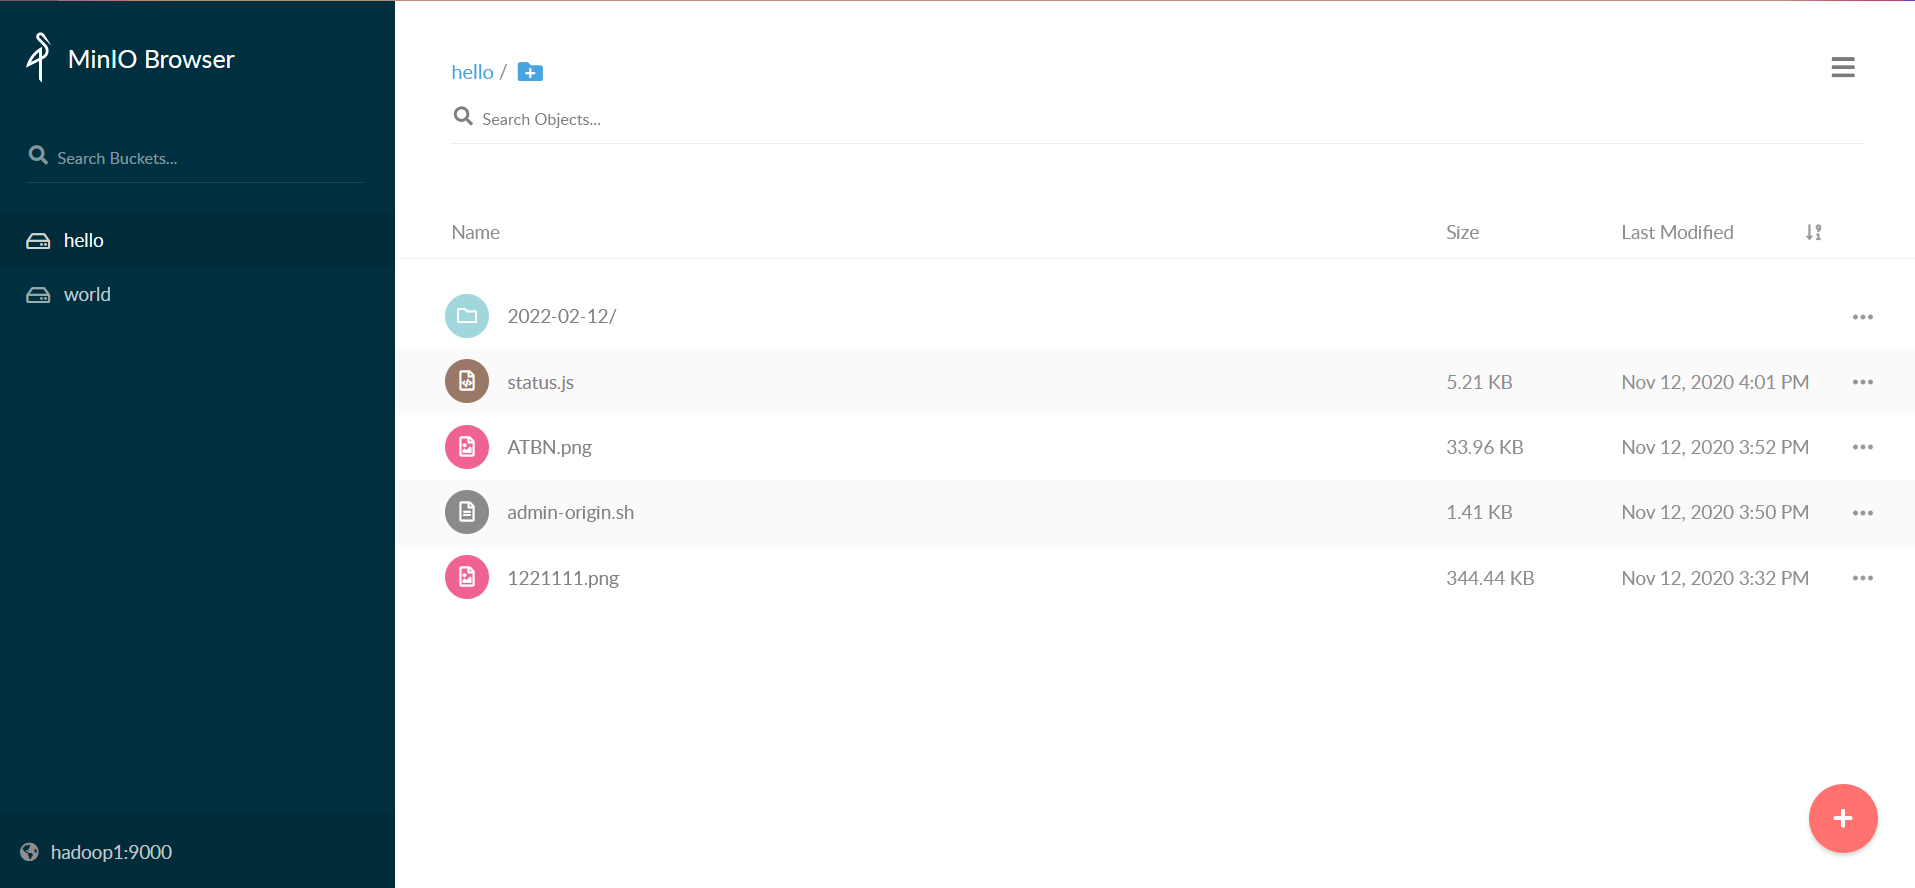 MinIO Browser
Search Buckets...
hello
world
hadoop1:9000
hello /
Search Objects...
Name Size Last Modified
2022-02-12/
status.js 5.21 KB Nov 12, 2020 4:01 PM
ATBN.png 33.96 KB Nov 12, 2020 3:52 PM
admin-origin.sh 1.41 KB Nov 12, 2020 3:50 PM
1221111.png 344.44 KB Nov 12, 2020 3:32 PM